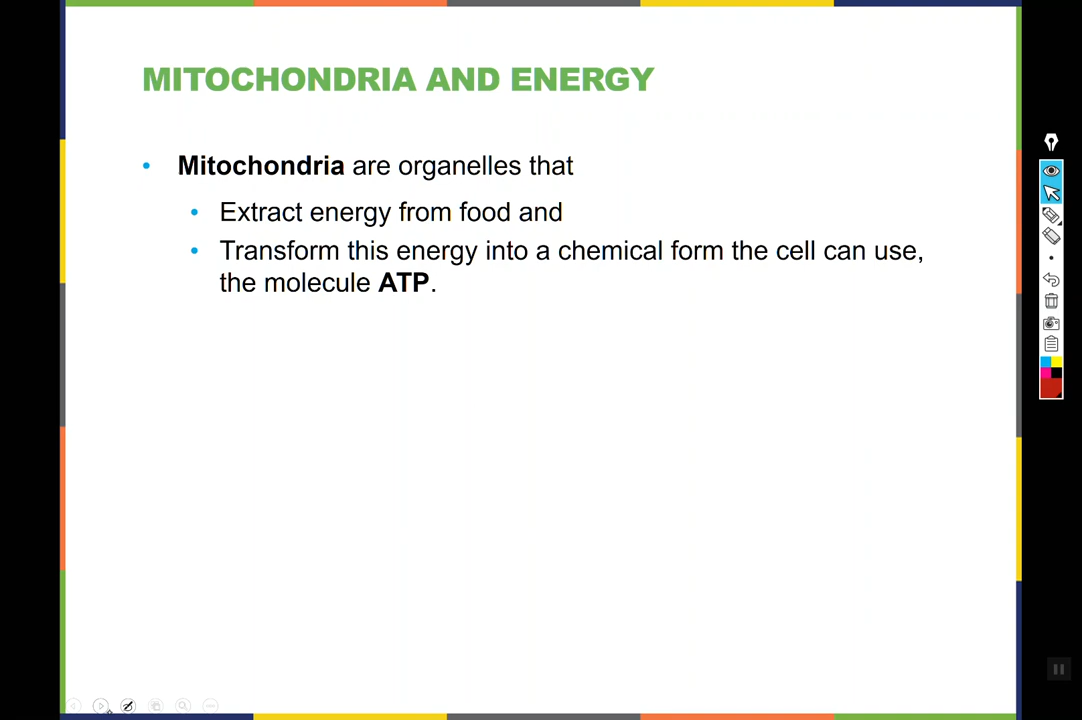 MITOCHONDRIA AND ENERGY
• Mitochondria are organelles that
• Extract energy from food and
• Transform this energy into a chemical form the cell can use,
the molecule ATP.